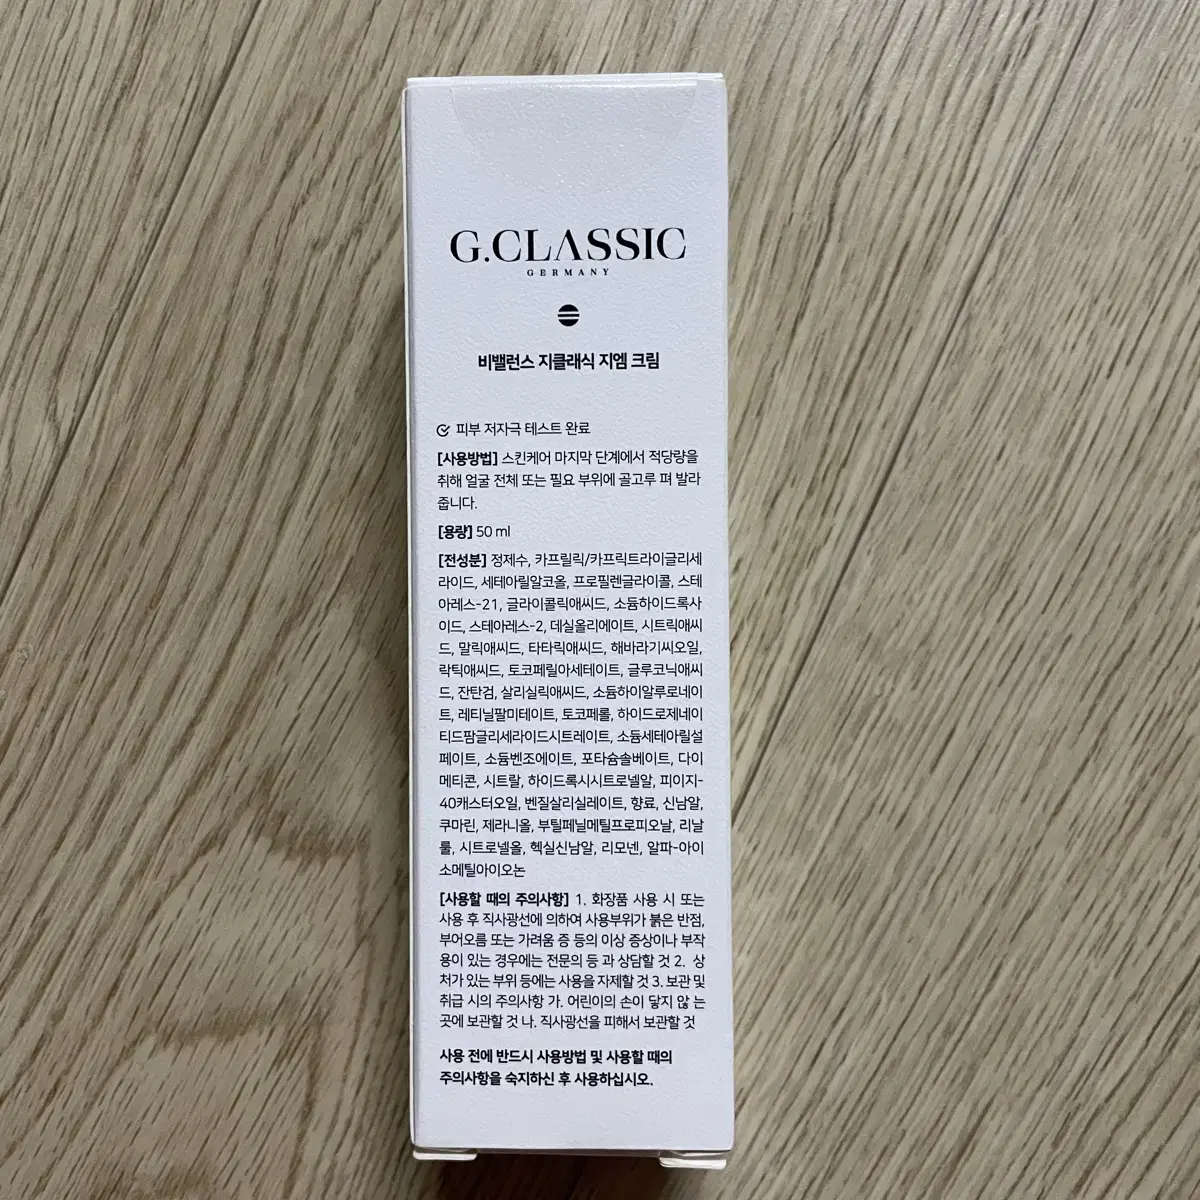 G.CLASSIC
GERMANY
비밸런스 지클래식 지엠 크림
피부 저자극 테스트 완료
[사용방법] 스킨케어 마지막 단계에서 적당량을
취해 얼굴 전체 또는 필요 부위에 골고루 펴 발라
줍니다.
[용량] 50 ml
[전성분] 정제수, 카프릴릭/카프릭트라이글리세
라이드, 세테아릴알코올, 프로필렌글라이콜, 스테
아레스-21, 글라이콜릭애씨드, 소듐하이드록사
이드, 스테아레스-2, 데실올리에이트, 시트릭애씨
드, 말릭애씨드, 타타릭애씨드, 해바라기씨오일,
락틱애씨드, 토코페릴아세테이트, 글루코닉애씨
드, 잔탄검, 살리실릭애씨드, 소듐하이알루로네이
트, 레티닐팔미테이트, 토코페롤, 하이드로제네이
티드팜글리세라이드시트레이트, 소듐세테아릴설
페이트, 소듐벤조에이트, 포타슘솔베이트, 다이
메티콘, 시트랄, 하이드록시시트로넬알, 피이지-
40캐스터오일, 벤질살리실레이트, 향료, 신남알,
쿠마린, 제라니올, 부틸페닐메틸프로피오날, 리날
룰, 시트로넬올, 헥실신남알, 리모넨, 알파-아이
소메틸아이오논
[사용할 때의 주의사항] 1. 화장품 사용 시 또는
사용 후 직사광선에 의하여 사용부위가 붉은 반점,
부어오름 또는 가려움 증 등의 이상 증상이나 부작
용이 있는 경우에는 전문의 등 과 상담할 것 2. 상
처가 있는 부위 등에는 사용을 자제할 것 3. 보관 및
취급 시의 주의사항 가. 어린이의 손이 닿지 않 는
곳에 보관할 것 나. 직사광선을 피해서 보관할 것
사용 전에 반드시 사용방법 및 사용할 때의
주의사항을 숙지하신 후 사용하십시오.